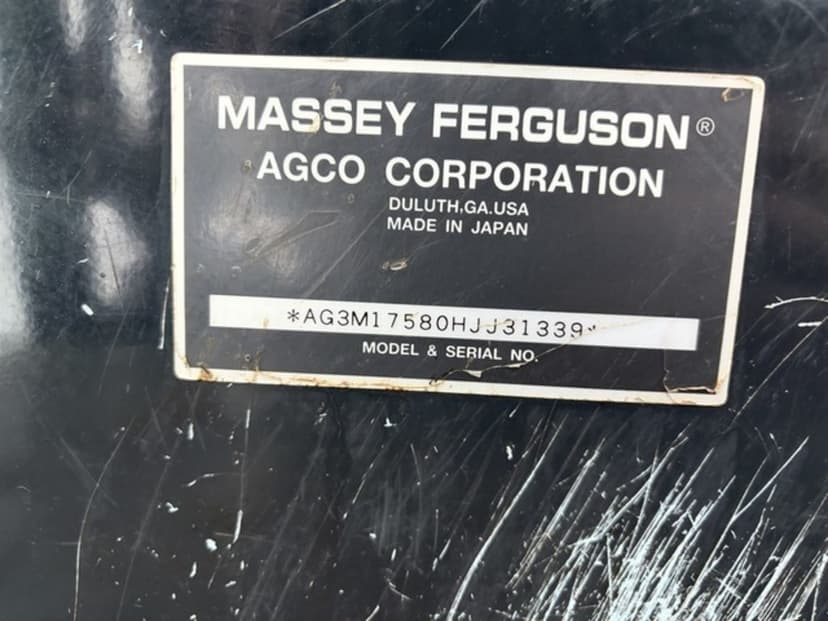 MASSEY FERGUSON®
AGCO CORPORATION
DULUTH,GA.USA
MADE IN JAPAN
*AG3M17580HJJ31339*
MODEL & SERIAL NO.